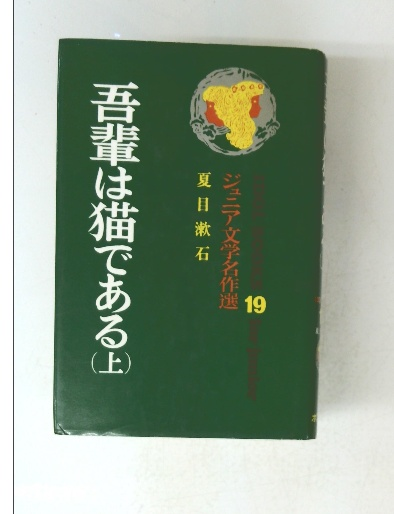 吾輩は猫である(上)
夏目漱石
ジュニア文学名作選
19